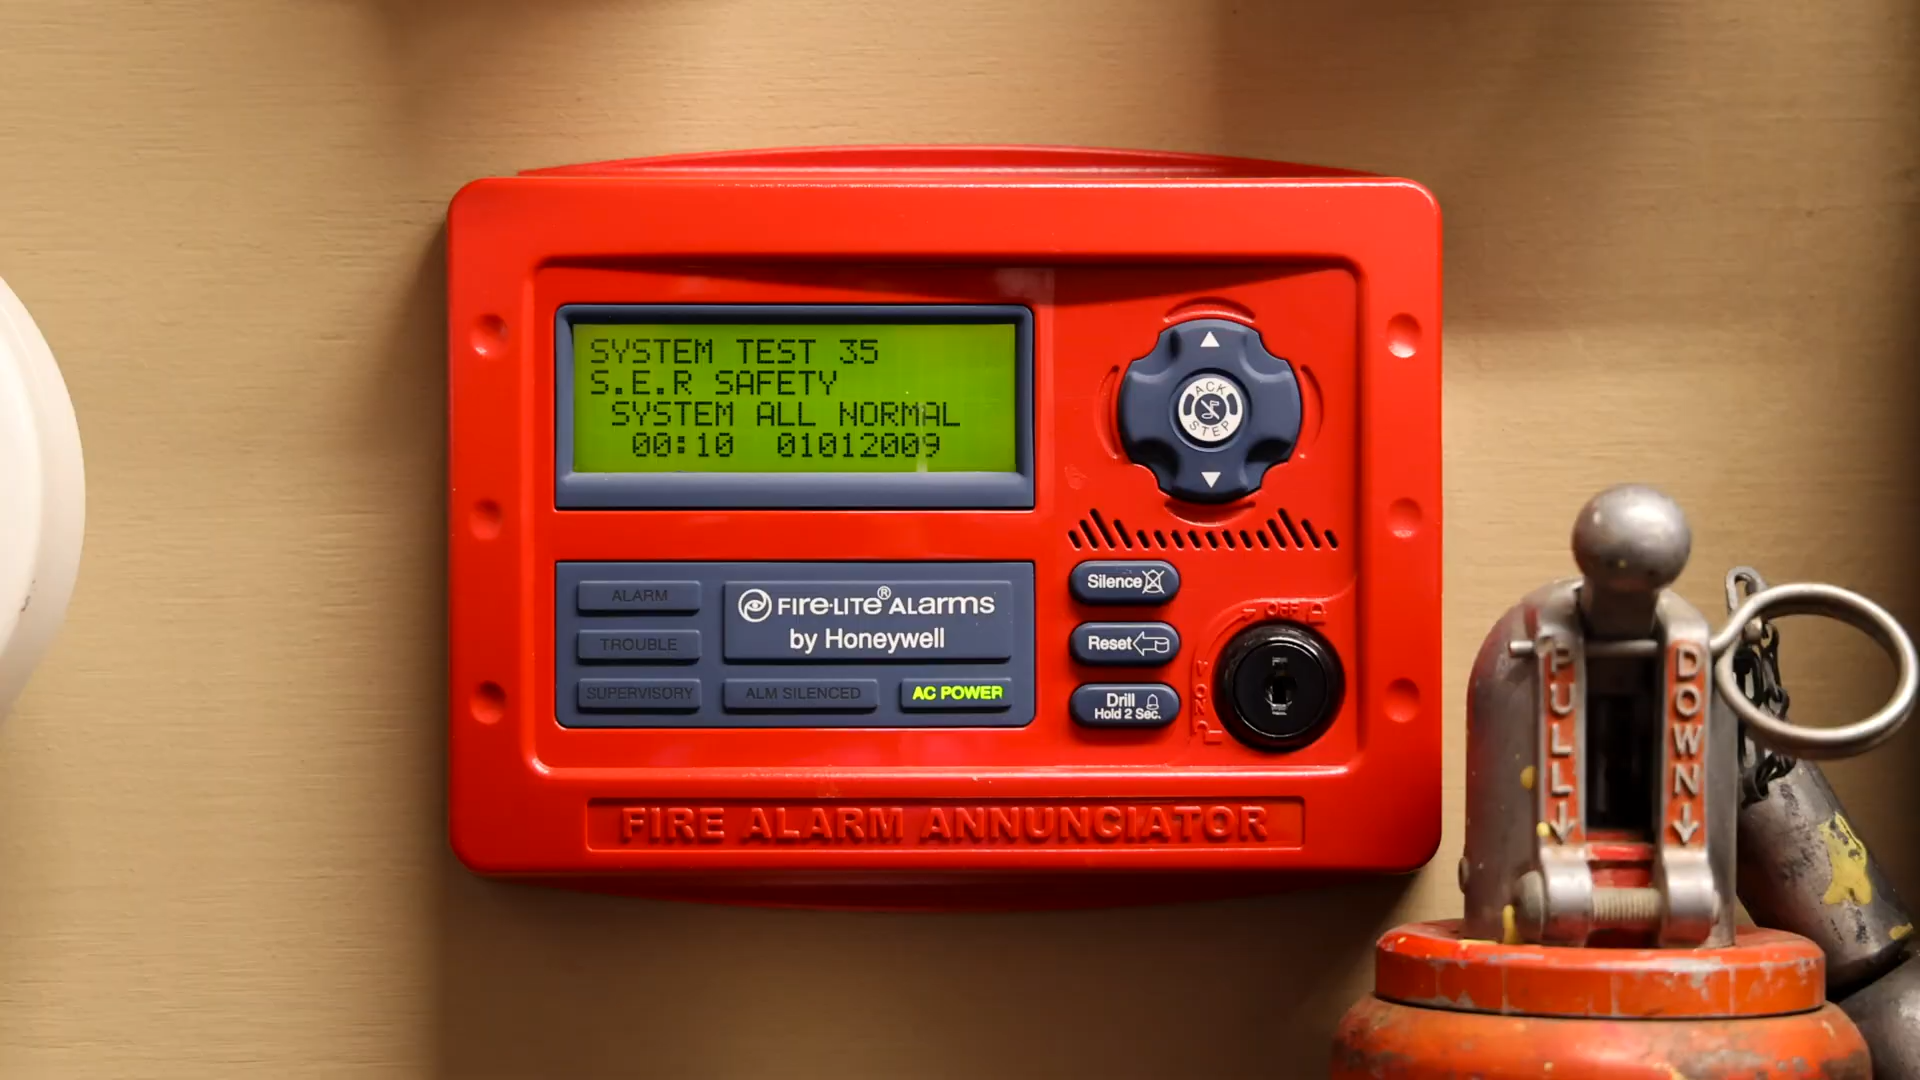 SYSTEM TEST 35
S.E.R SAFETY
SYSTEM ALL NORMAL
00:10 01012009
ACK
STEP
ALARM
TROUBLE
SUPERVISORY
FIRE·LITE® ALARMS
by Honeywell
ALM SILENCED
AC POWER
Silence
Reset
Drill
Hold 2 Sec.
OFF
ON
FIRE ALARM ANNUNCIATOR
PULL
DOWN